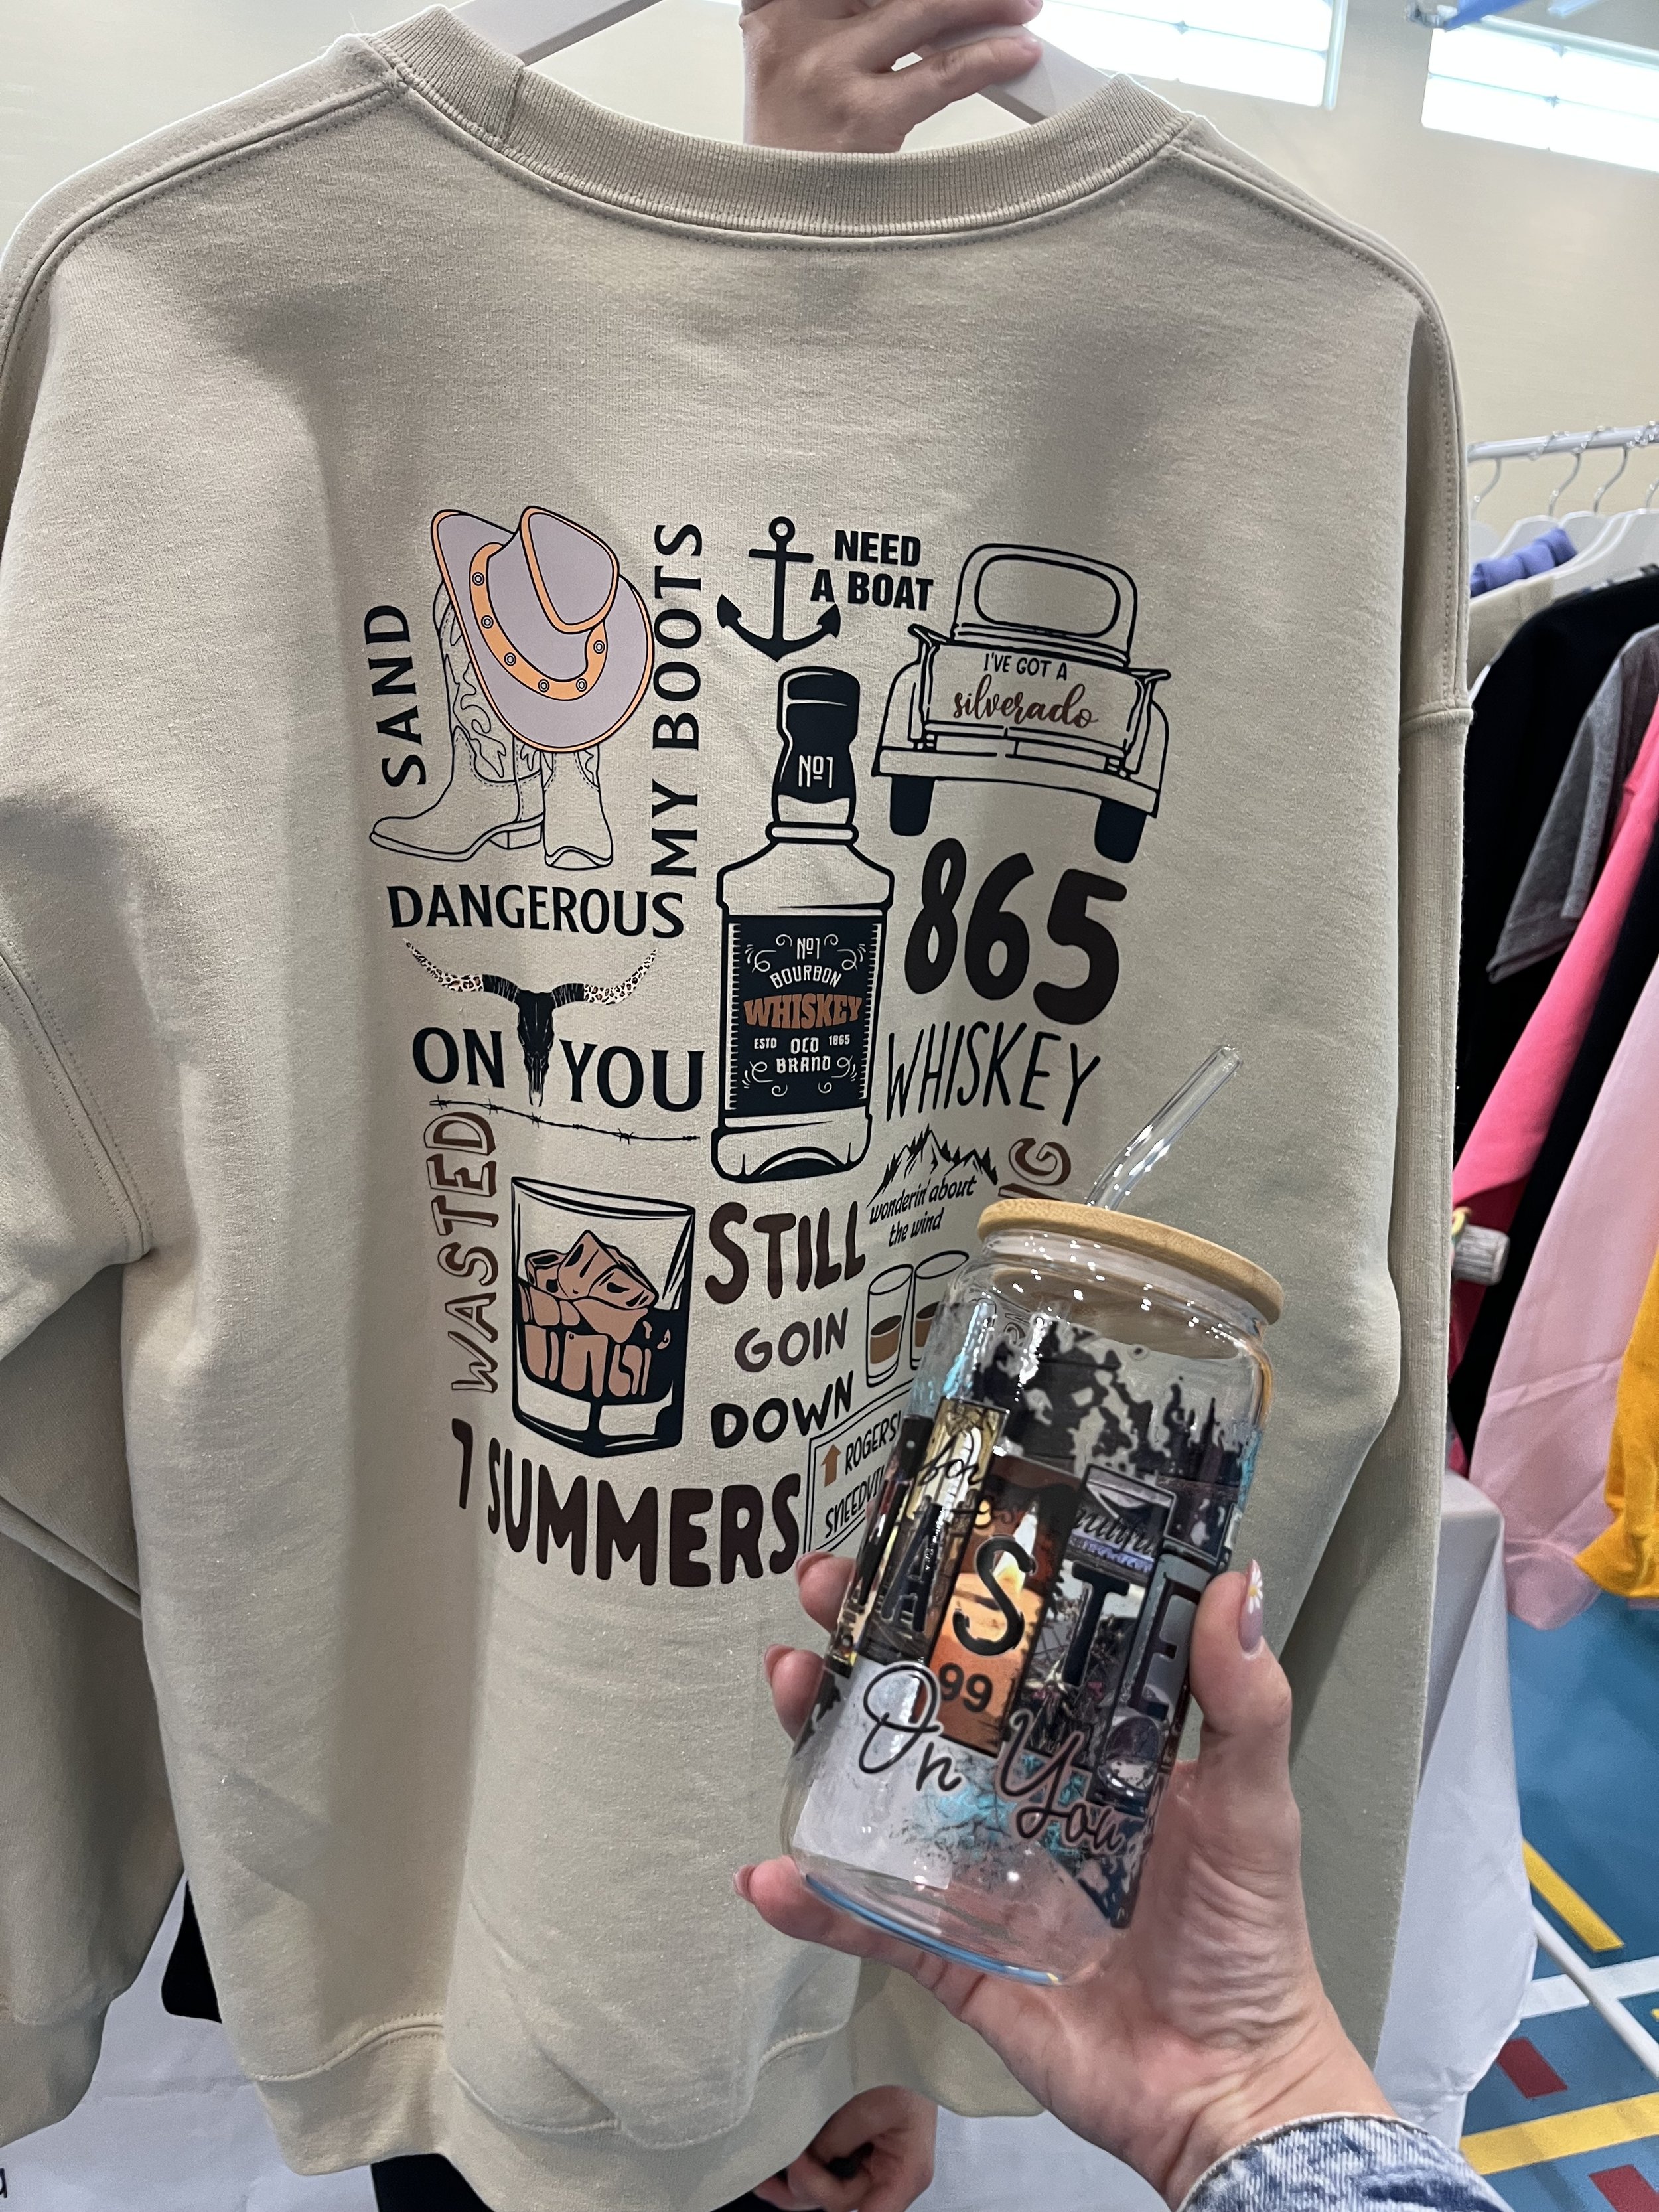 SAND
MY BOOTS
NEED
A BOAT
I'VE GOT A
silverado
Nº1
DANGEROUS
ON YOU
Nº1
BOURBON
WHISKEY
ESTD OLD 1865
BRAND
865
WHISKEY
WASTED
STILL
GOIN
DOWN
wonderin' about
the wind
7 SUMMERS
99
On You